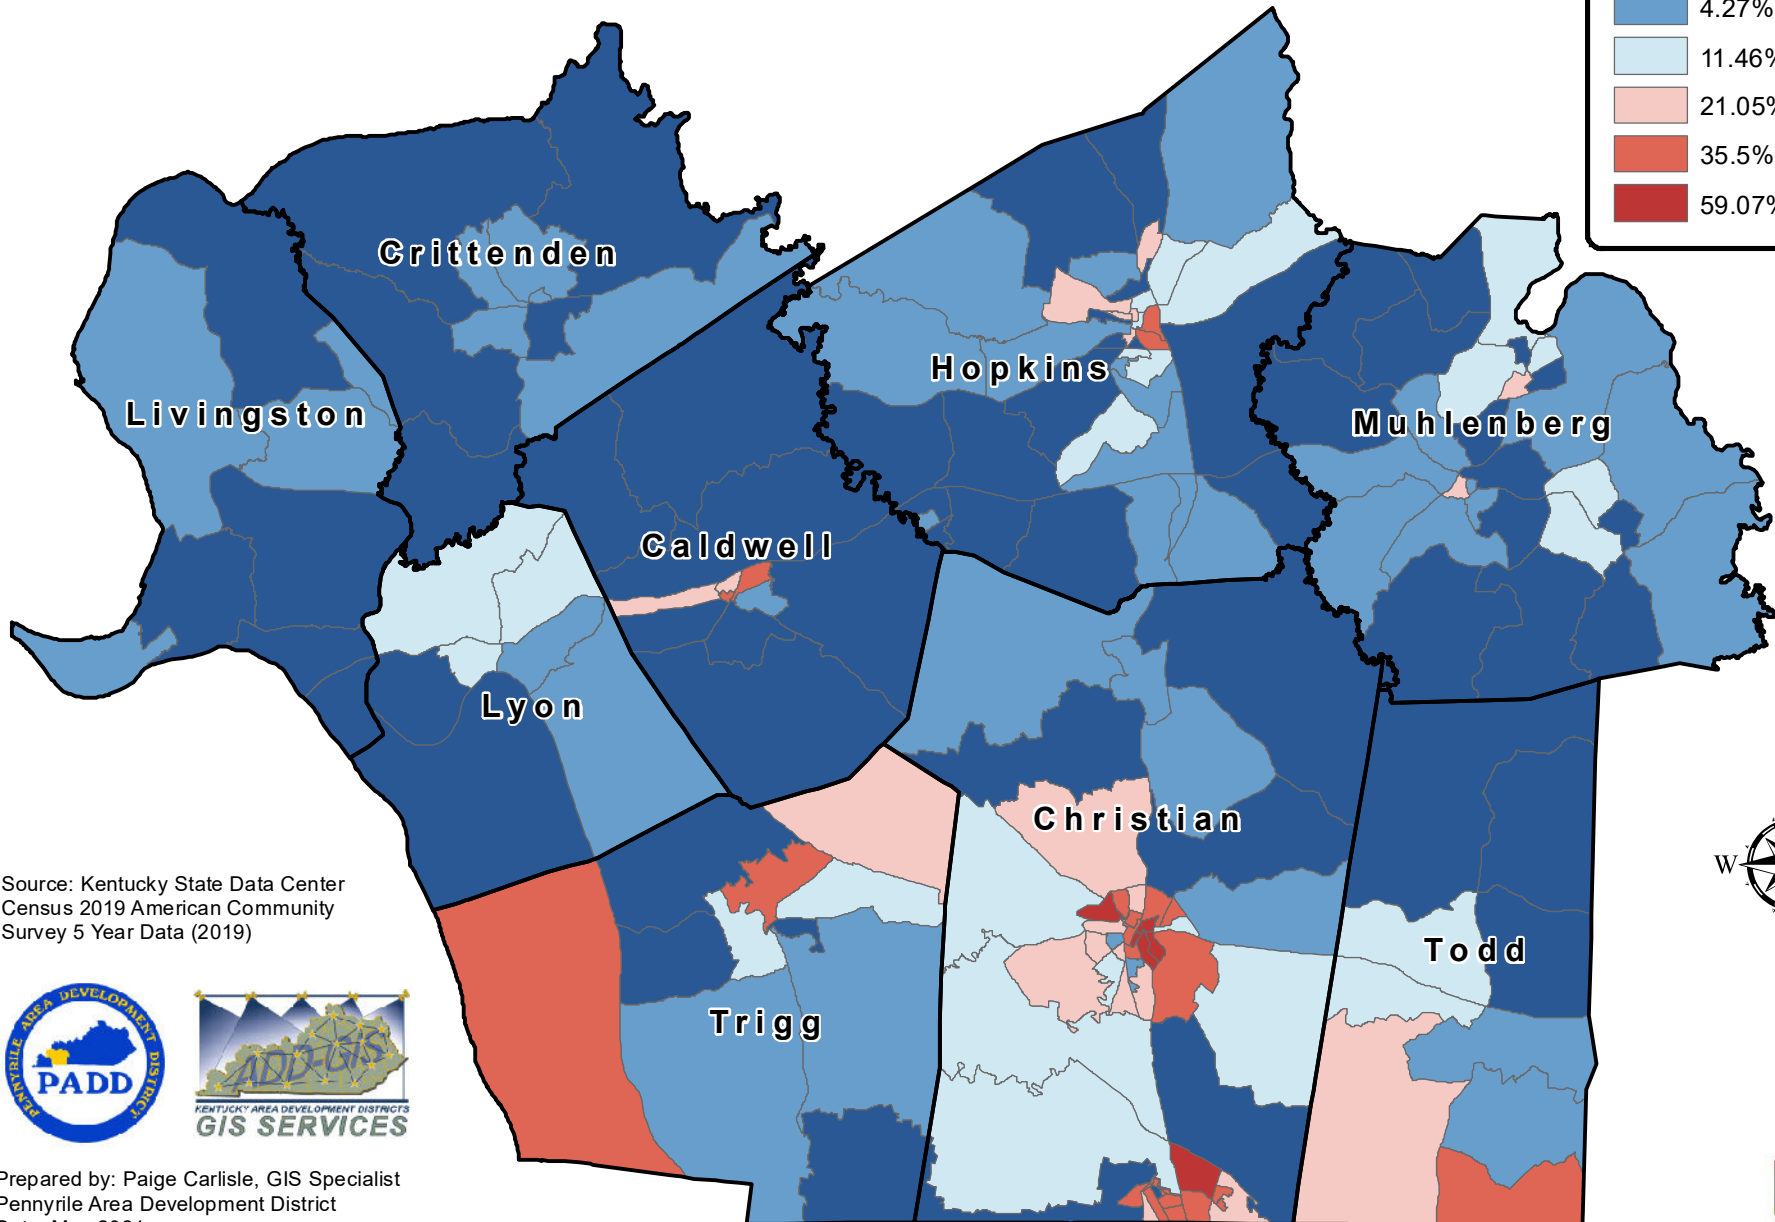 4.27%
11.46%
21.05%
35.5%
59.07%
Crittenden
Livingston
Hopkins
Muhlenberg
Caldwell
Lyon
Christian
W
Todd
Trigg
Source: Kentucky State Data Center
Census 2019 American Community
Survey 5 Year Data (2019)
PENNYRILE AREA DEVELOPMENT DISTRICT
PADD
ADD-GIS
KENTUCKY AREA DEVELOPMENT DISTRICTS
GIS SERVICES
Prepared by: Paige Carlisle, GIS Specialist
Pennyrile Area Development District